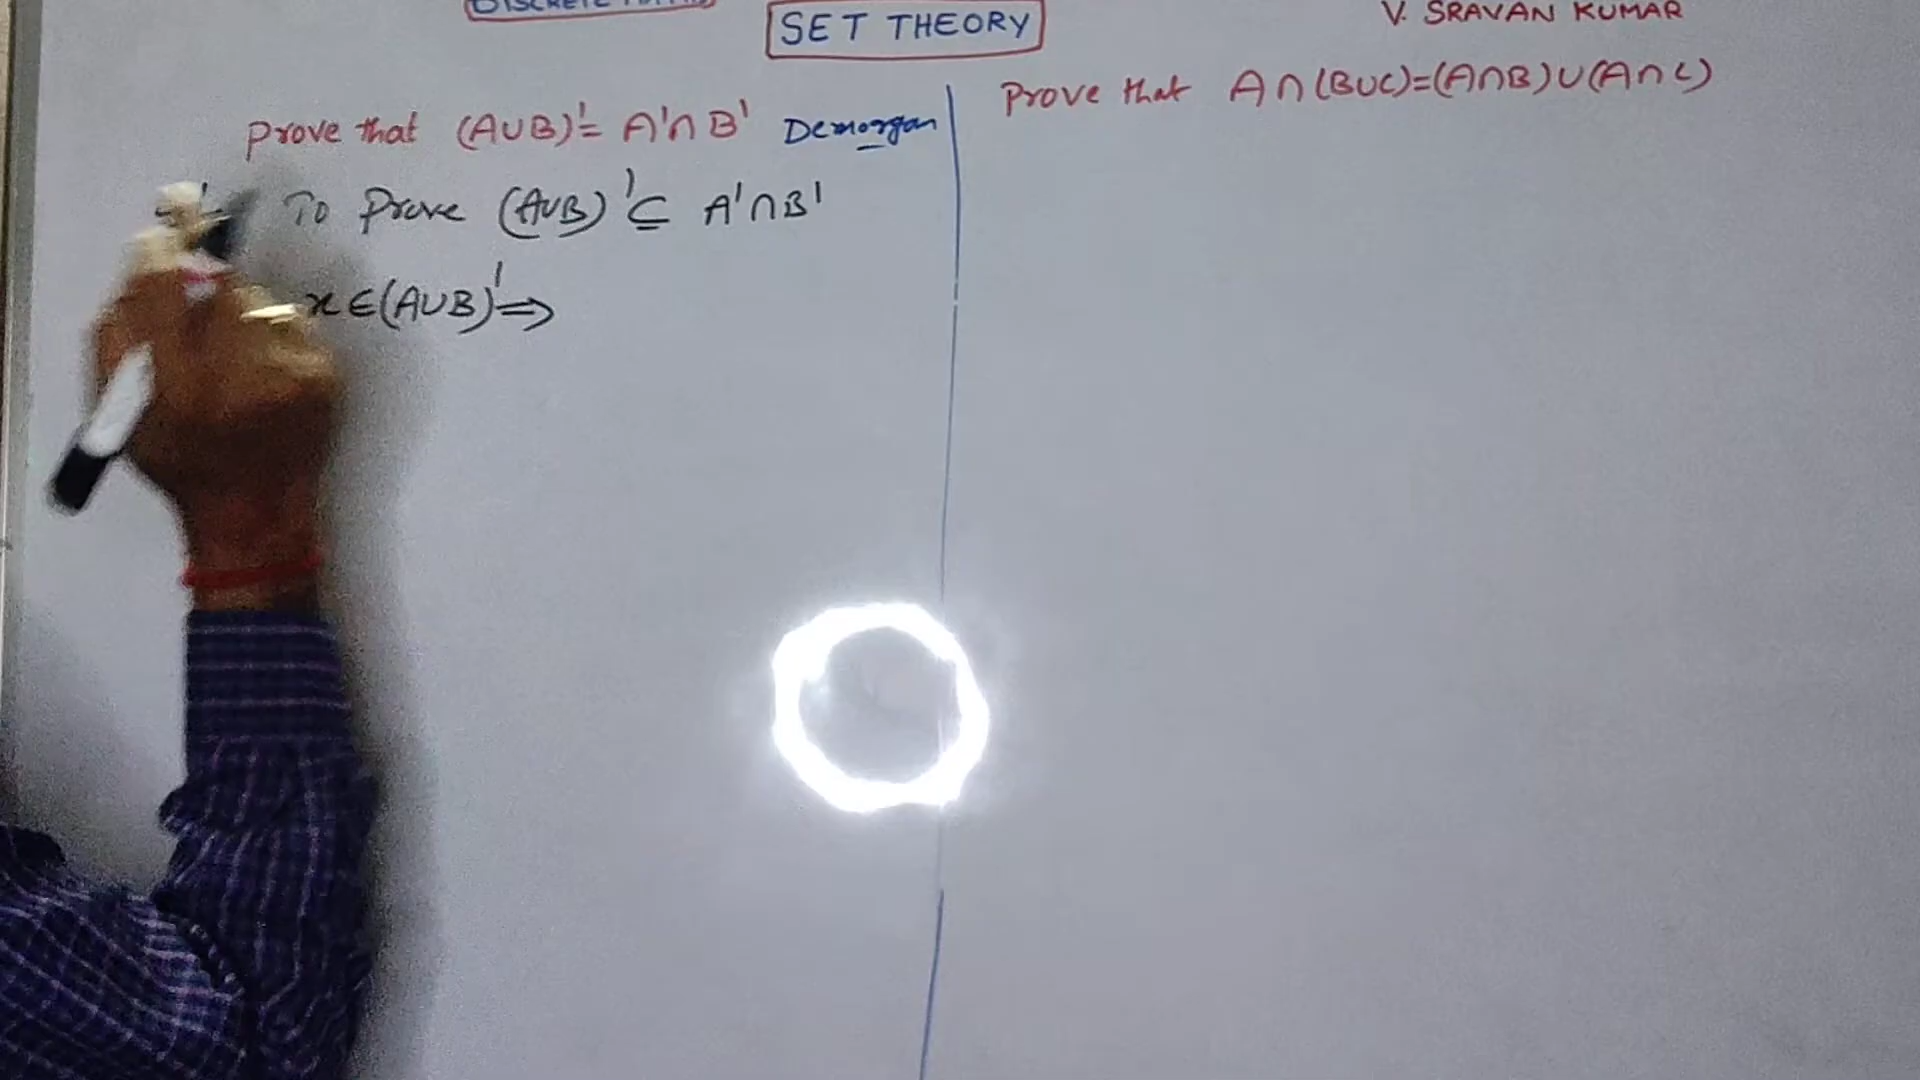 SET THEORY
V. SRAVAN KUMAR
Prove that (A∪B)'= A'∩B' Demorgan
To Prove (A∪B)'⊆ A'∩B'
x∈(A∪B)'⇒
Prove that A∩(B∪C)=(A∩B)∪(A∩C)